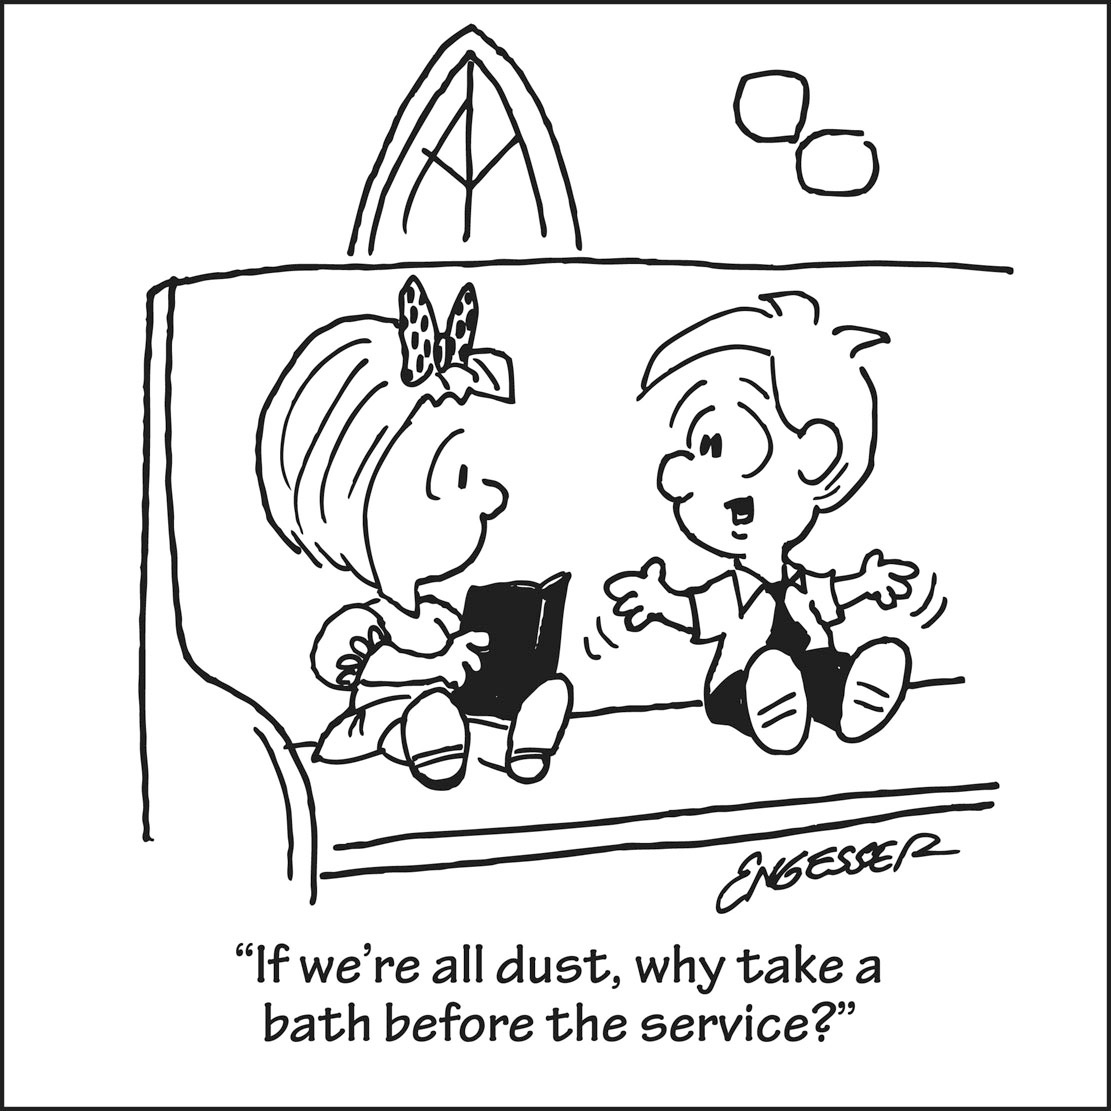 ENGESSER
“If we’re all dust, why take a
bath before the service?”